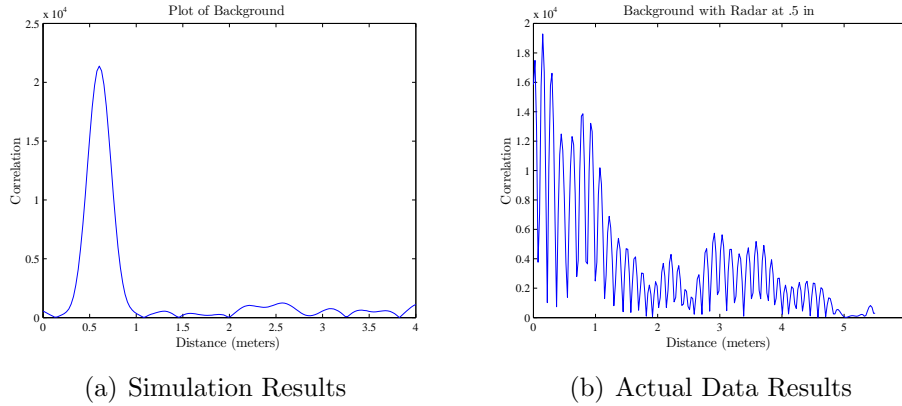 Plot of Background
x 10^4
2.5
2
1.5
1
0.5
0
Correlation
0 0.5 1 1.5 2 2.5 3 3.5 4
Distance (meters)
(a) Simulation Results
Background with Radar at .5 in
x 10^4
2
1.8
1.6
1.4
1.2
1
0.8
0.6
0.4
0.2
0
Correlation
0 1 2 3 4 5
Distance (meters)
(b) Actual Data Results